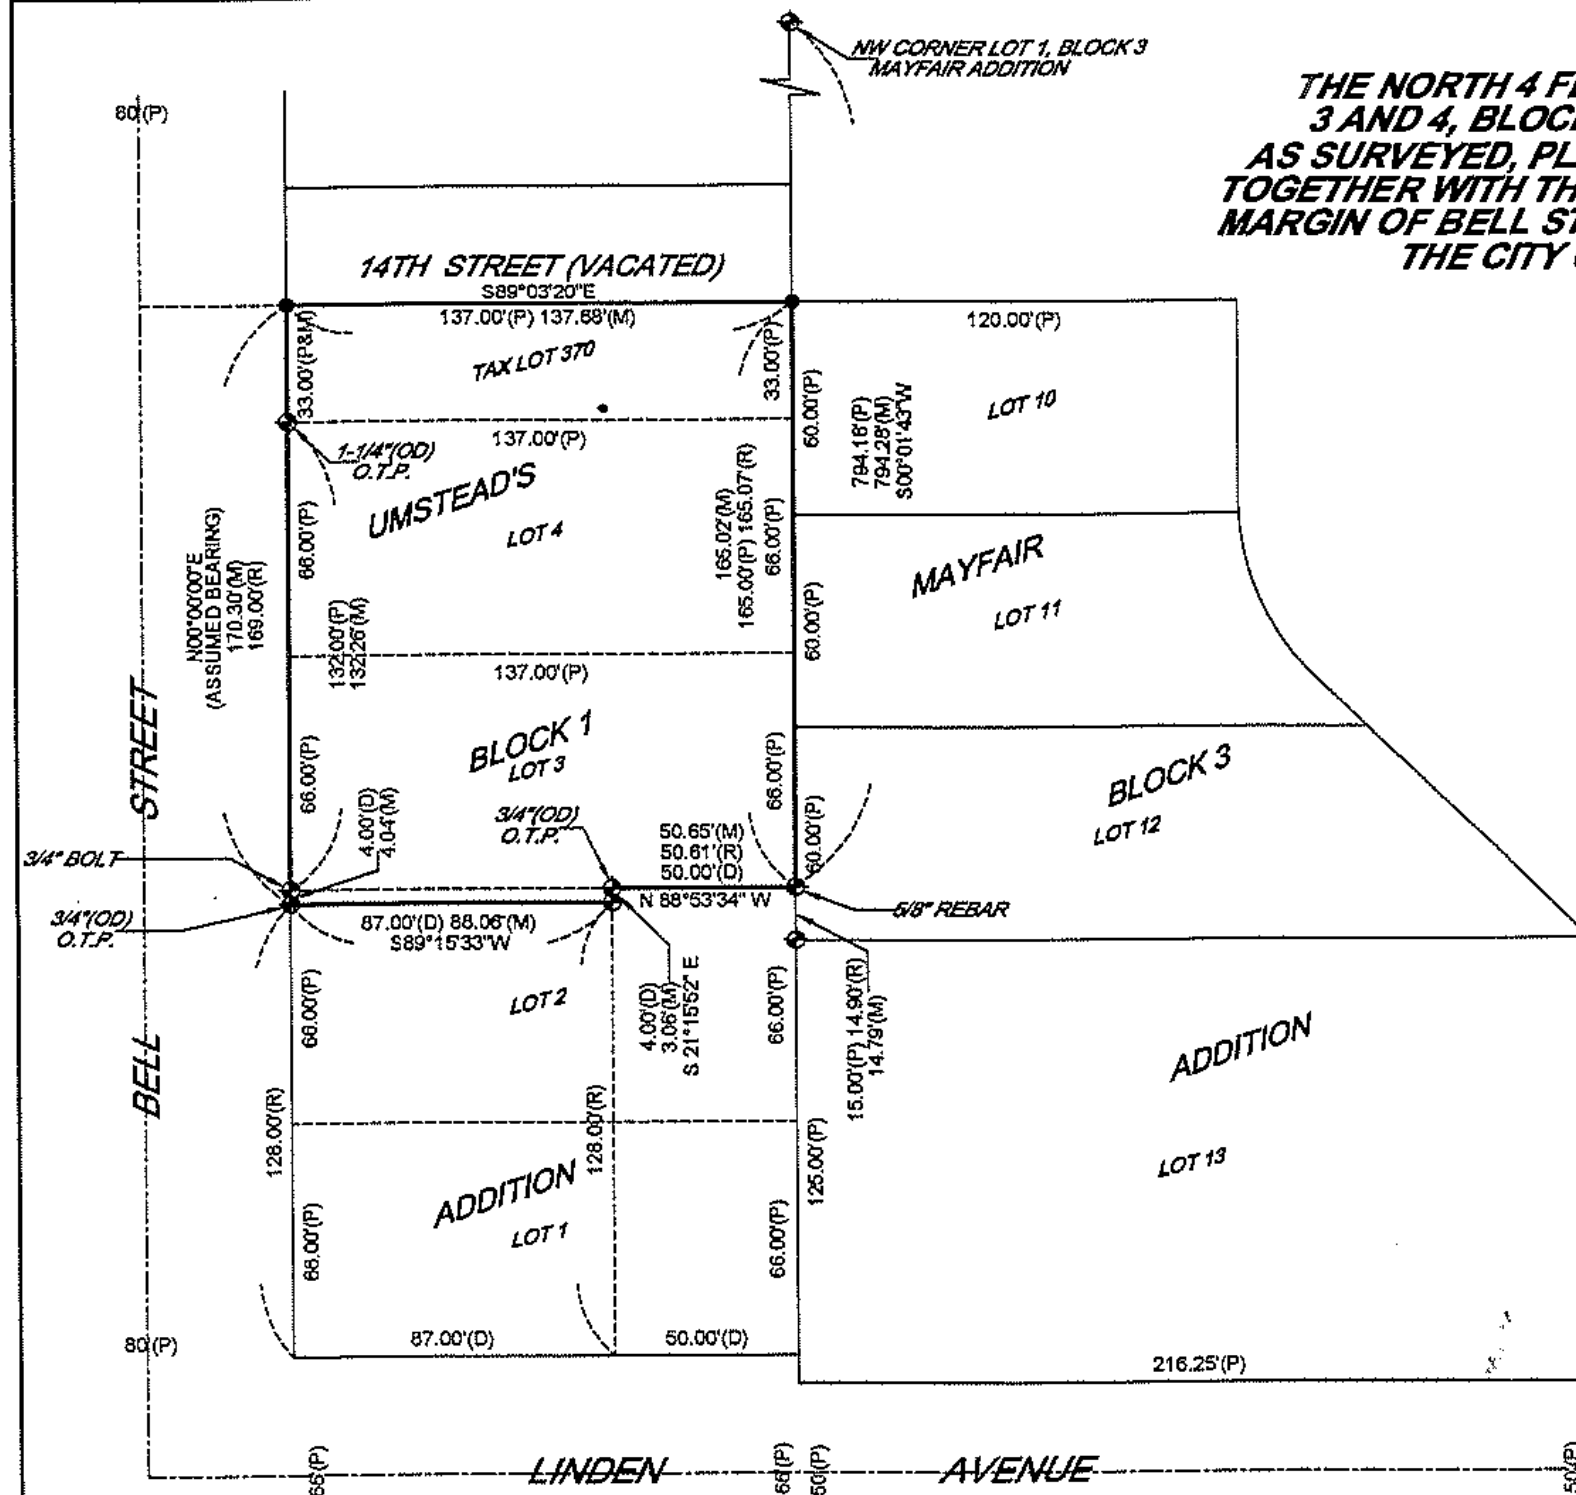 NW CORNER LOT 1, BLOCK 3
MAYFAIR ADDITION
THE NORTH 4 F
3 AND 4, BLOC
AS SURVEYED, PL
TOGETHER WITH TH
MARGIN OF BELL ST
THE CITY
80'(P)
14TH STREET (VACATED)
S89°03'20"E
137.00'(P) 137.68'(M)
TAX LOT 370
33.00'(P&M)
33.00'(P)
120.00'(P)
LOT 10
60.00'(P)
794.16'(P)
794.28'(M)
S00°01'43"W
137.00'(P)
1-1/4"(OD)
O.T.P.
UMSTEAD'S
LOT 4
66.00'(P)
165.02'(M)
165.00'(P) 165.07'(R)
66.00'(P)
N00°00'00"E
(ASSUMED BEARING)
170.30'(M)
169.00'(R)
132.00'(P)
132.26'(M)
MAYFAIR
LOT 11
60.00'(P)
137.00'(P)
BLOCK 1
LOT 3
66.00'(P)
66.00'(P)
60.00'(P)
BLOCK 3
LOT 12
4.00'(D)
4.04'(M)
3/4"(OD)
O.T.P.
50.65'(M)
50.61'(R)
50.00'(D)
N 88°53'34" W
3/4" BOLT
3/4"(OD)
O.T.P.
5/8" REBAR
87.00'(D) 88.06'(M)
S89°15'33"W
LOT 2
66.00'(P)
4.00'(D)
3.06'(M)
S 21°15'52" E
66.00'(P)
15.00'(P) 14.90'(R)
14.79'(M)
ADDITION
LOT 13
BELL STREET
128.00'(R)
128.00'(R)
125.00'(P)
ADDITION
LOT 1
66.00'(P)
66.00'(P)
80'(P)
87.00'(D)
50.00'(D)
216.25'(P)
LINDEN AVENUE
66'(P)
66'(P)
50'(P)
50'(P)